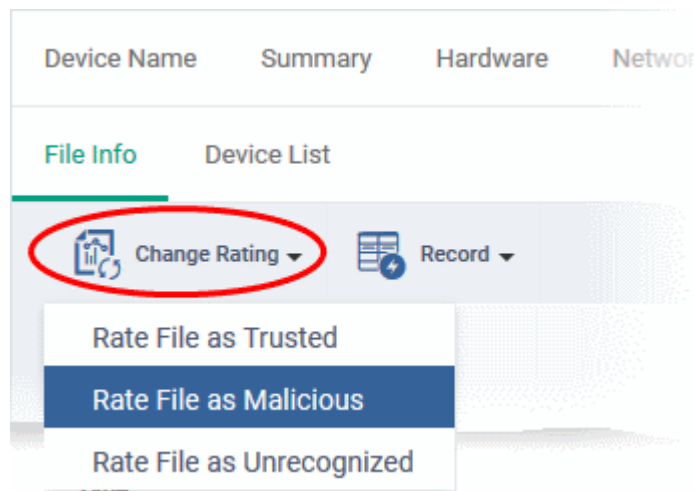 Device Name Summary Hardware Networ
File Info Device List
Change Rating Record
Rate File as Trusted
Rate File as Malicious
Rate File as Unrecognized